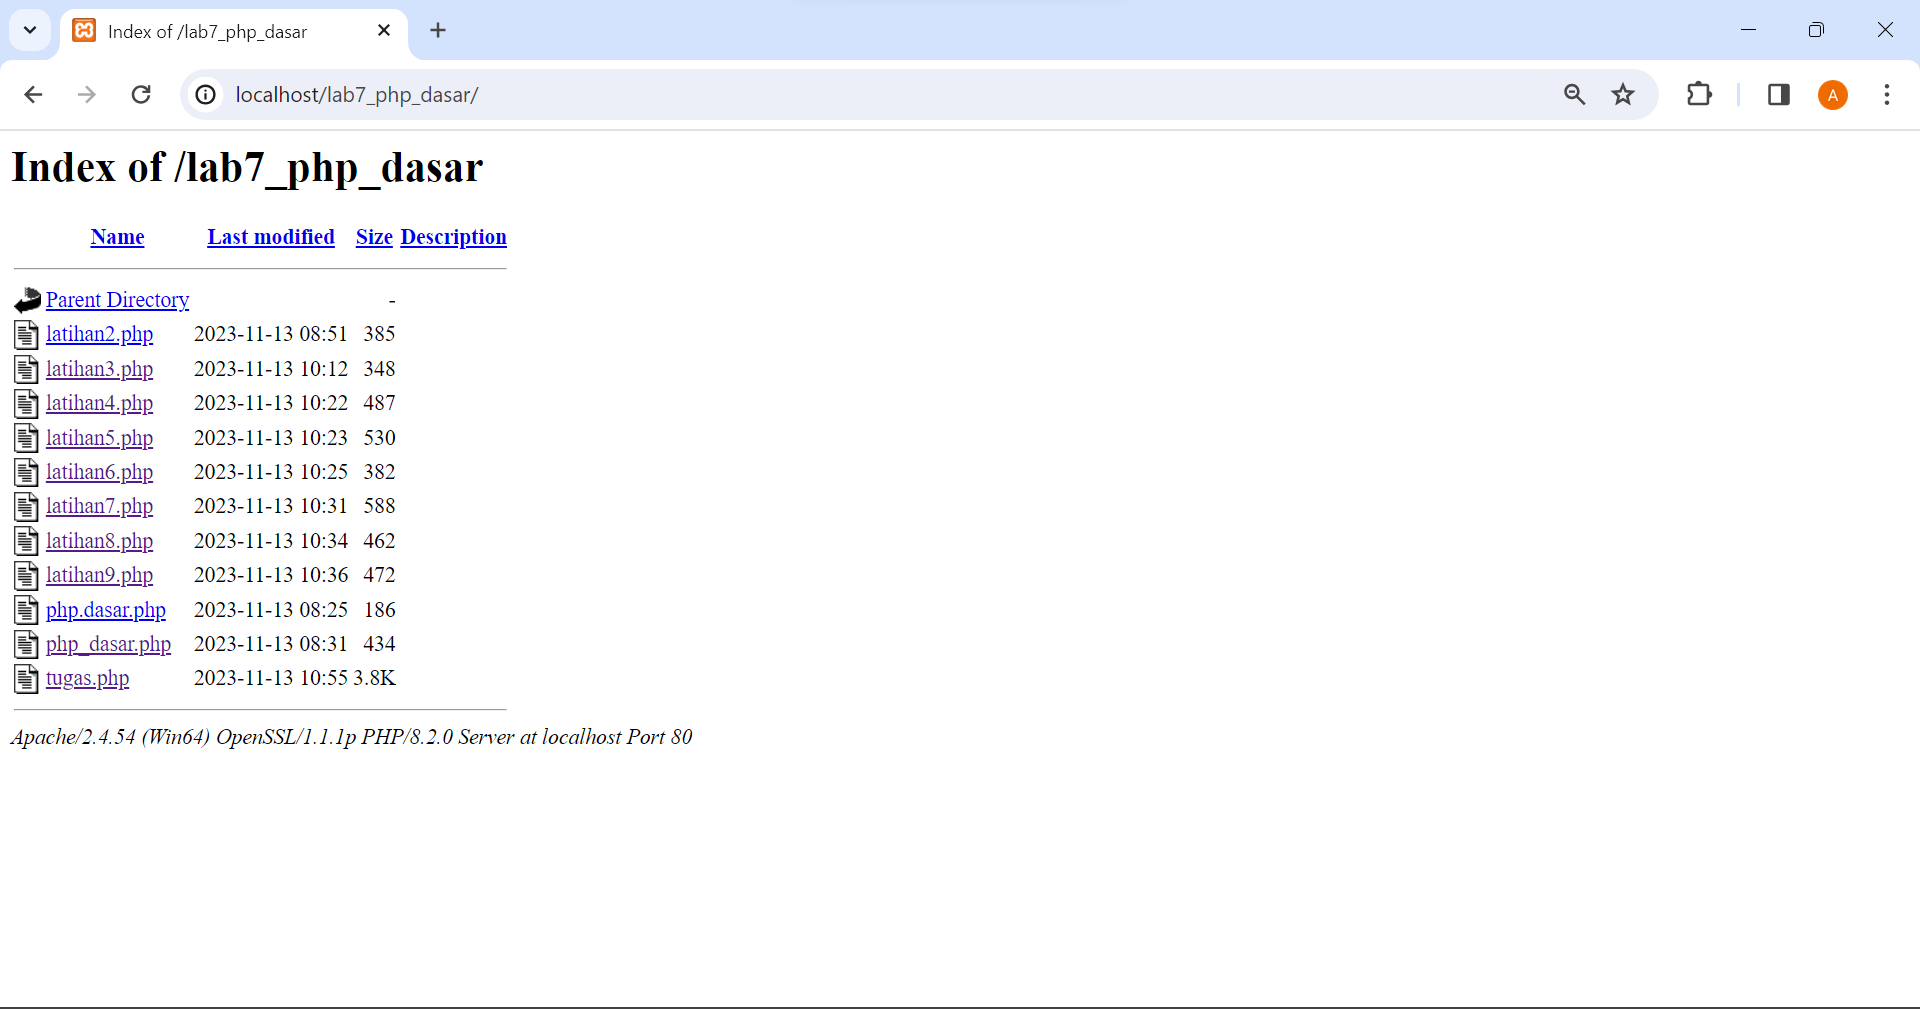 Index of /lab7_php_dasar
localhost/lab7_php_dasar/
A
Index of /lab7_php_dasar
Name Last modified Size Description
Parent Directory -
latihan2.php 2023-11-13 08:51 385
latihan3.php 2023-11-13 10:12 348
latihan4.php 2023-11-13 10:22 487
latihan5.php 2023-11-13 10:23 530
latihan6.php 2023-11-13 10:25 382
latihan7.php 2023-11-13 10:31 588
latihan8.php 2023-11-13 10:34 462
latihan9.php 2023-11-13 10:36 472
php.dasar.php 2023-11-13 08:25 186
php_dasar.php 2023-11-13 08:31 434
tugas.php 2023-11-13 10:55 3.8K
Apache/2.4.54 (Win64) OpenSSL/1.1.1p PHP/8.2.0 Server at localhost Port 80